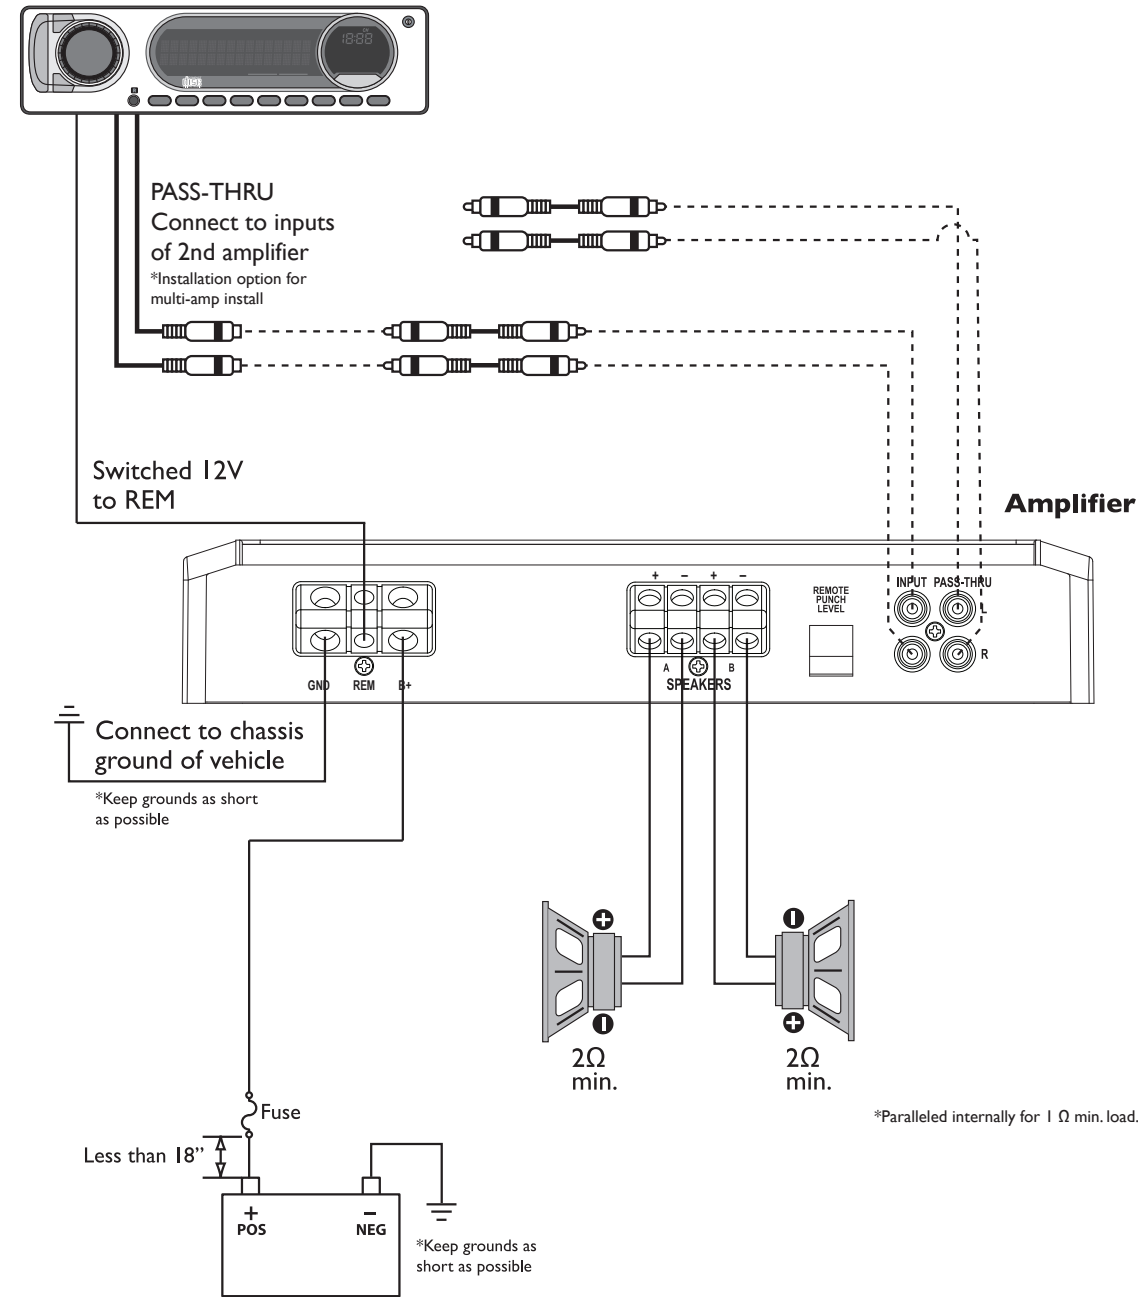 18:88
PASS-THRU
Connect to inputs
of 2nd amplifier
*Installation option for
multi-amp install
Switched 12V
to REM
Amplifier
+ − + −
REMOTE
PUNCH
LEVEL
INPUT PASS-THRU
L
R
A B
SPEAKERS
GND REM B+
Connect to chassis
ground of vehicle
*Keep grounds as short
as possible
2Ω
min.
2Ω
min.
*Paralleled internally for 1 Ω min. load.
Fuse
Less than 18”
+
POS
−
NEG
*Keep grounds as
short as possible